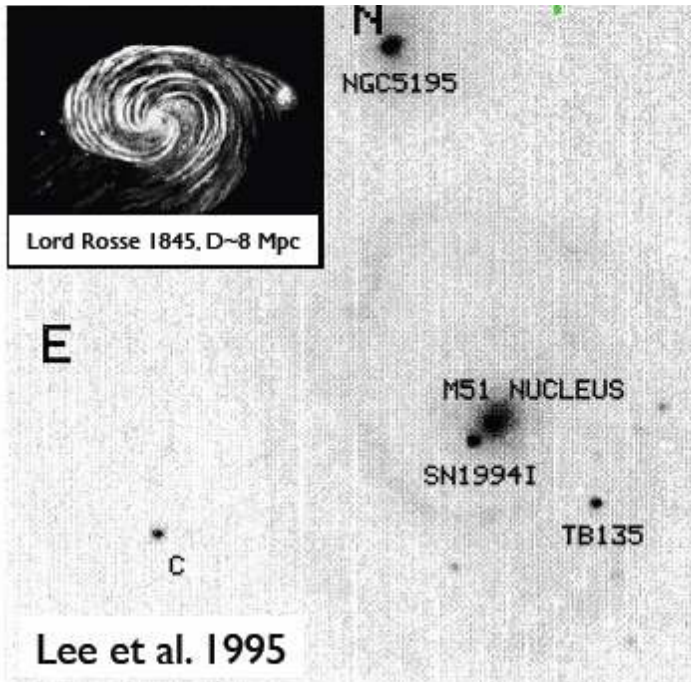 N
NGC5195
Lord Rosse 1845, D~8 Mpc
E
M51 NUCLEUS
SN1994I
TB135
C
Lee et al. 1995